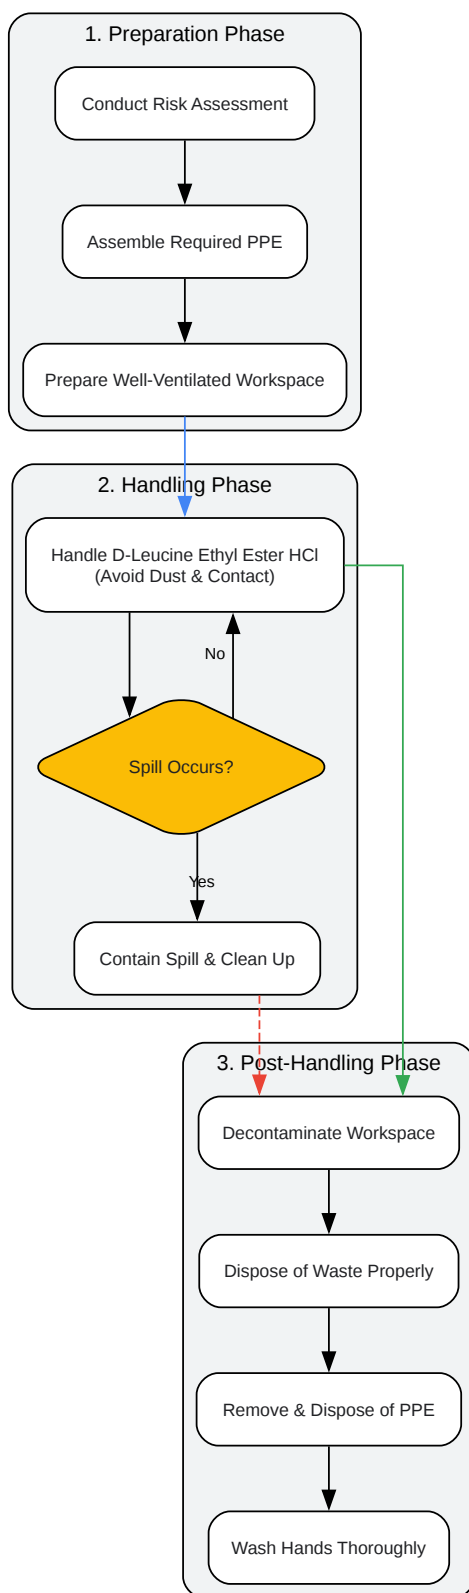 1. Preparation Phase
Conduct Risk Assessment
Assemble Required PPE
Prepare Well-Ventilated Workspace
2. Handling Phase
Handle D-Leucine Ethyl Ester HCl
(Avoid Dust & Contact)
No
Spill Occurs?
Yes
Contain Spill & Clean Up
3. Post-Handling Phase
Decontaminate Workspace
Dispose of Waste Properly
Remove & Dispose of PPE
Wash Hands Thoroughly